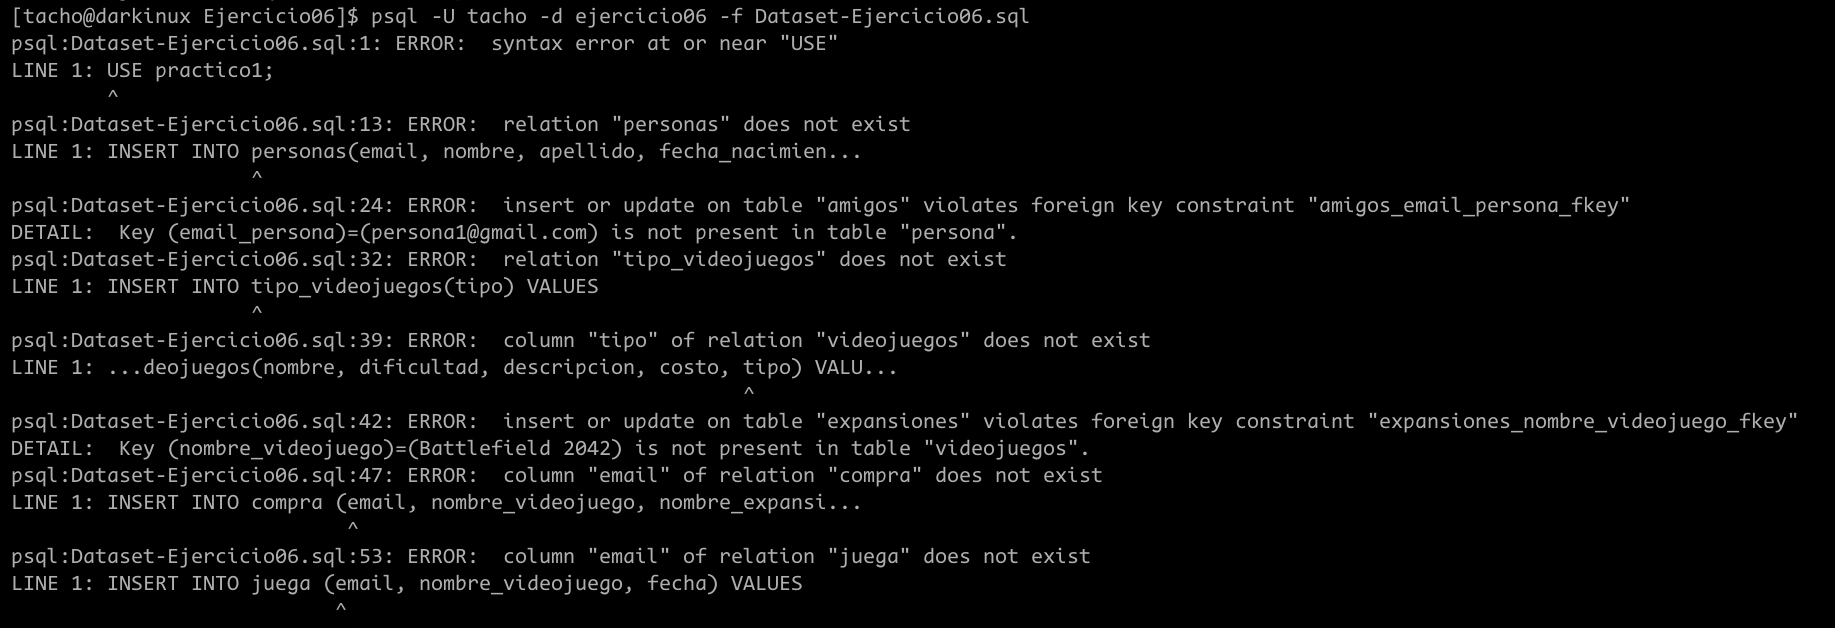 [tacho@darkinux Ejercicio06]$ psql -U tacho -d ejercicio06 -f Dataset-Ejercicio06.sql
psql:Dataset-Ejercicio06.sql:1: ERROR:  syntax error at or near "USE"
LINE 1: USE practico1;
        ^
psql:Dataset-Ejercicio06.sql:13: ERROR:  relation "personas" does not exist
LINE 1: INSERT INTO personas(email, nombre, apellido, fecha_nacimien...
                    ^
psql:Dataset-Ejercicio06.sql:24: ERROR:  insert or update on table "amigos" violates foreign key constraint "amigos_email_persona_fkey"
DETAIL:  Key (email_persona)=(persona1@gmail.com) is not present in table "persona".
psql:Dataset-Ejercicio06.sql:32: ERROR:  relation "tipo_videojuegos" does not exist
LINE 1: INSERT INTO tipo_videojuegos(tipo) VALUES
                    ^
psql:Dataset-Ejercicio06.sql:39: ERROR:  column "tipo" of relation "videojuegos" does not exist
LINE 1: ...deojuegos(nombre, dificultad, descripcion, costo, tipo) VALU...
                                                             ^
psql:Dataset-Ejercicio06.sql:42: ERROR:  insert or update on table "expansiones" violates foreign key constraint "expansiones_nombre_videojuego_fkey"
DETAIL:  Key (nombre_videojuego)=(Battlefield 2042) is not present in table "videojuegos".
psql:Dataset-Ejercicio06.sql:47: ERROR:  column "email" of relation "compra" does not exist
LINE 1: INSERT INTO compra (email, nombre_videojuego, nombre_expansi...
                            ^
psql:Dataset-Ejercicio06.sql:53: ERROR:  column "email" of relation "juega" does not exist
LINE 1: INSERT INTO juega (email, nombre_videojuego, fecha) VALUES
                           ^